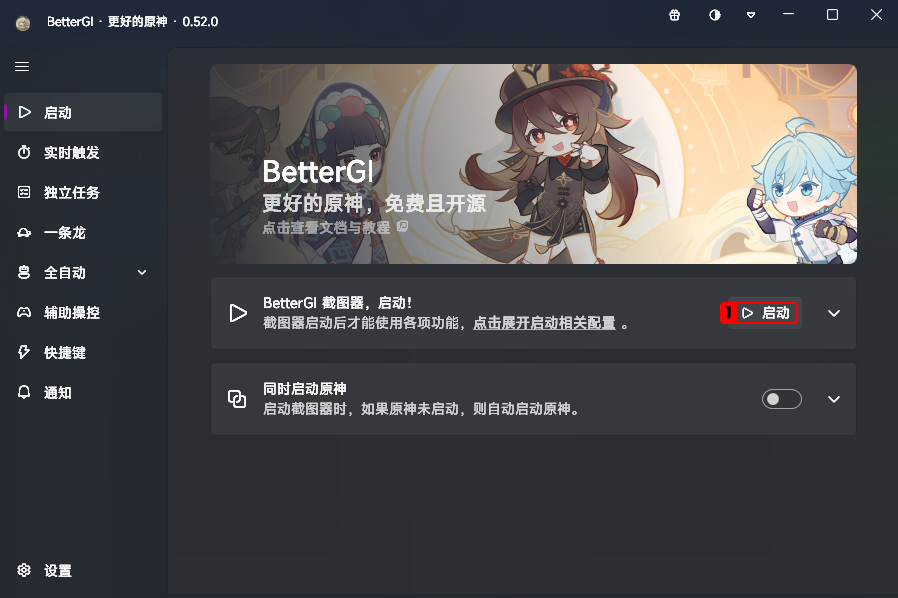 BetterGI · 更好的原神 · 0.52.0
启动
实时触发
独立任务
一条龙
全自动
辅助操控
快捷键
通知
设置
BetterGI
更好的原神，免费且开源
点击查看文档与教程
BetterGI 截图器，启动！
截图器启动后才能使用各项功能，点击展开启动相关配置 。
1 启动
同时启动原神
启动截图器时，如果原神未启动，则自动启动原神。